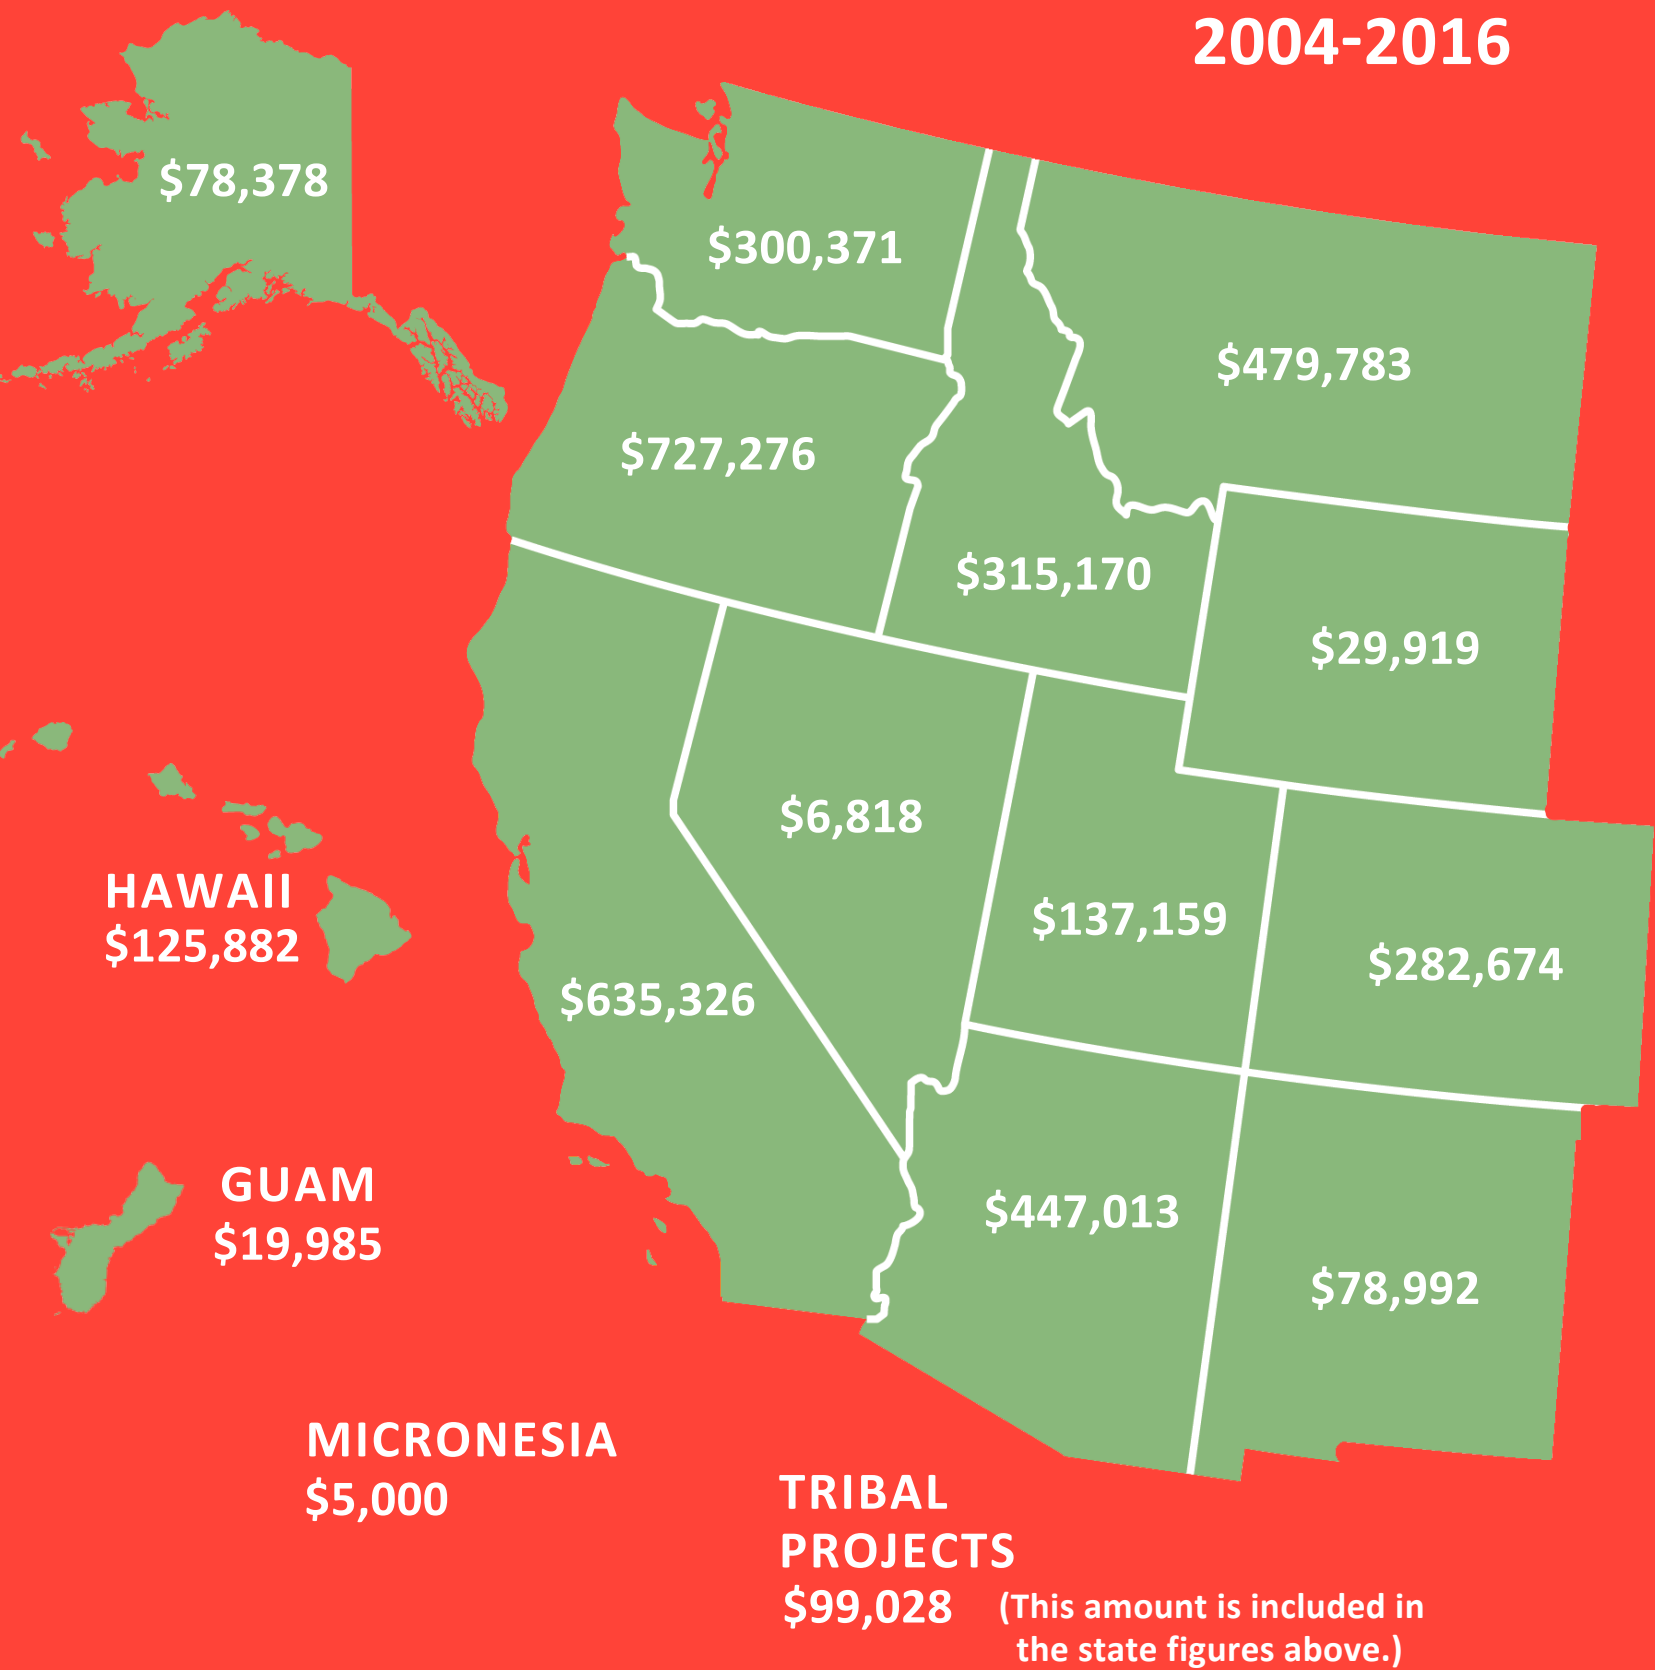 2004-2016
$78,378
$300,371
$479,783
$727,276
$315,170
$29,919
$6,818
$137,159
$282,674
HAWAII
$125,882
$635,326
GUAM
$19,985
$447,013
$78,992
MICRONESIA
$5,000
TRIBAL
PROJECTS
$99,028 (This amount is included in
the state figures above.)